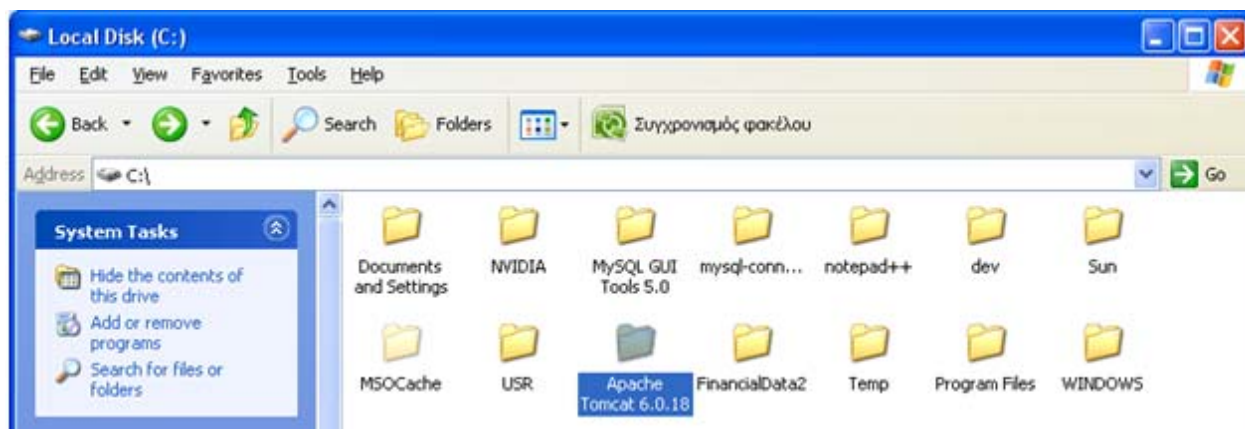 Local Disk (C:)
File Edit View Favorites Tools Help
Back Search Folders Συγχρονισμός φακέλου
Address C:\ Go
System Tasks
Hide the contents of
this drive
Add or remove
programs
Search for files or
folders
Documents
and Settings
NVIDIA
MySQL GUI
Tools 5.0
mysql-conn...
notepad++
dev
Sun
MSOCache
USR
Apache
Tomcat 6.0.18
FinancialData2
Temp
Program Files
WINDOWS